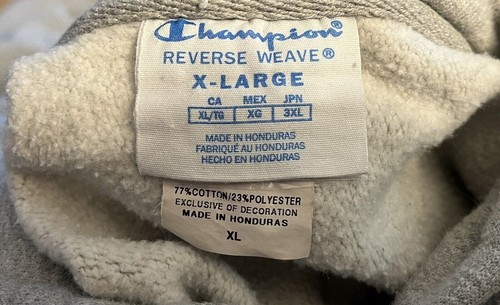 Champion®
REVERSE WEAVE®
X-LARGE
CA MEX JPN
XL/TG XG 3XL
MADE IN HONDURAS
FABRIQUÉ AU HONDURAS
HECHO EN HONDURAS
77%COTTON/23%POLYESTER
EXCLUSIVE OF DECORATION
MADE IN HONDURAS
XL